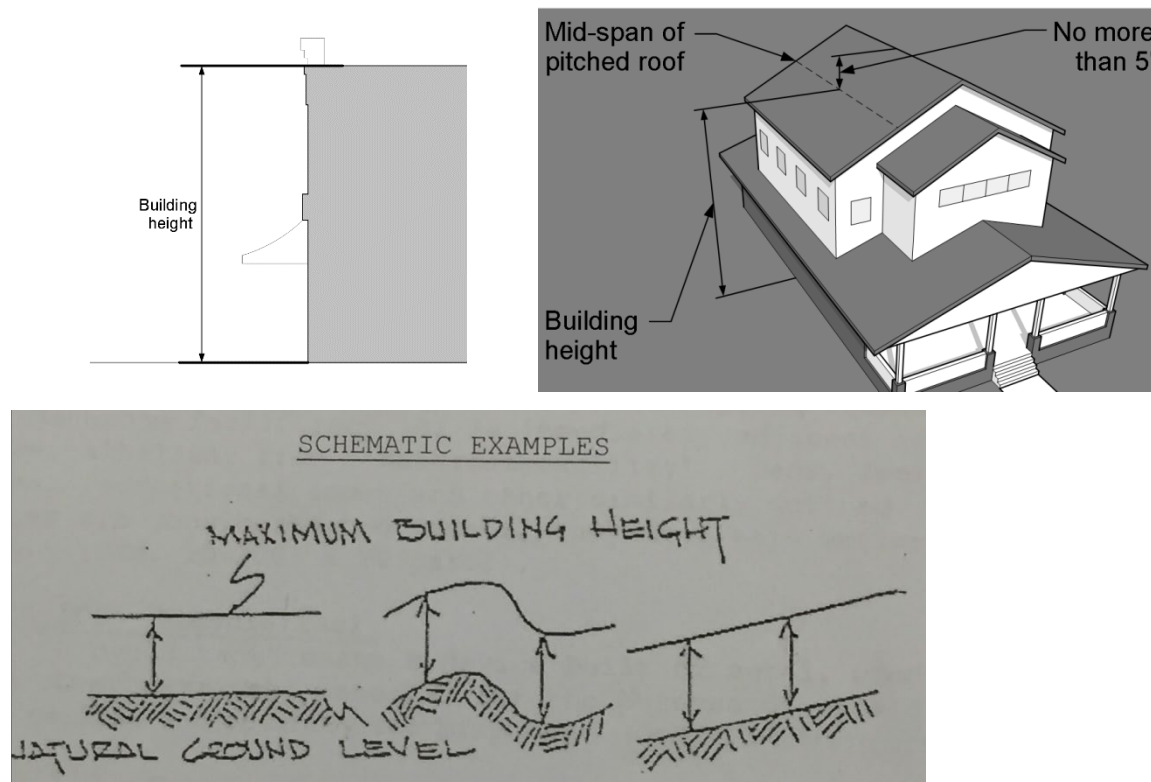 Building
height
Mid-span of
pitched roof
No more
than 5'
Building
height
SCHEMATIC EXAMPLES
MAXIMUM BUILDING HEIGHT
NATURAL GROUND LEVEL